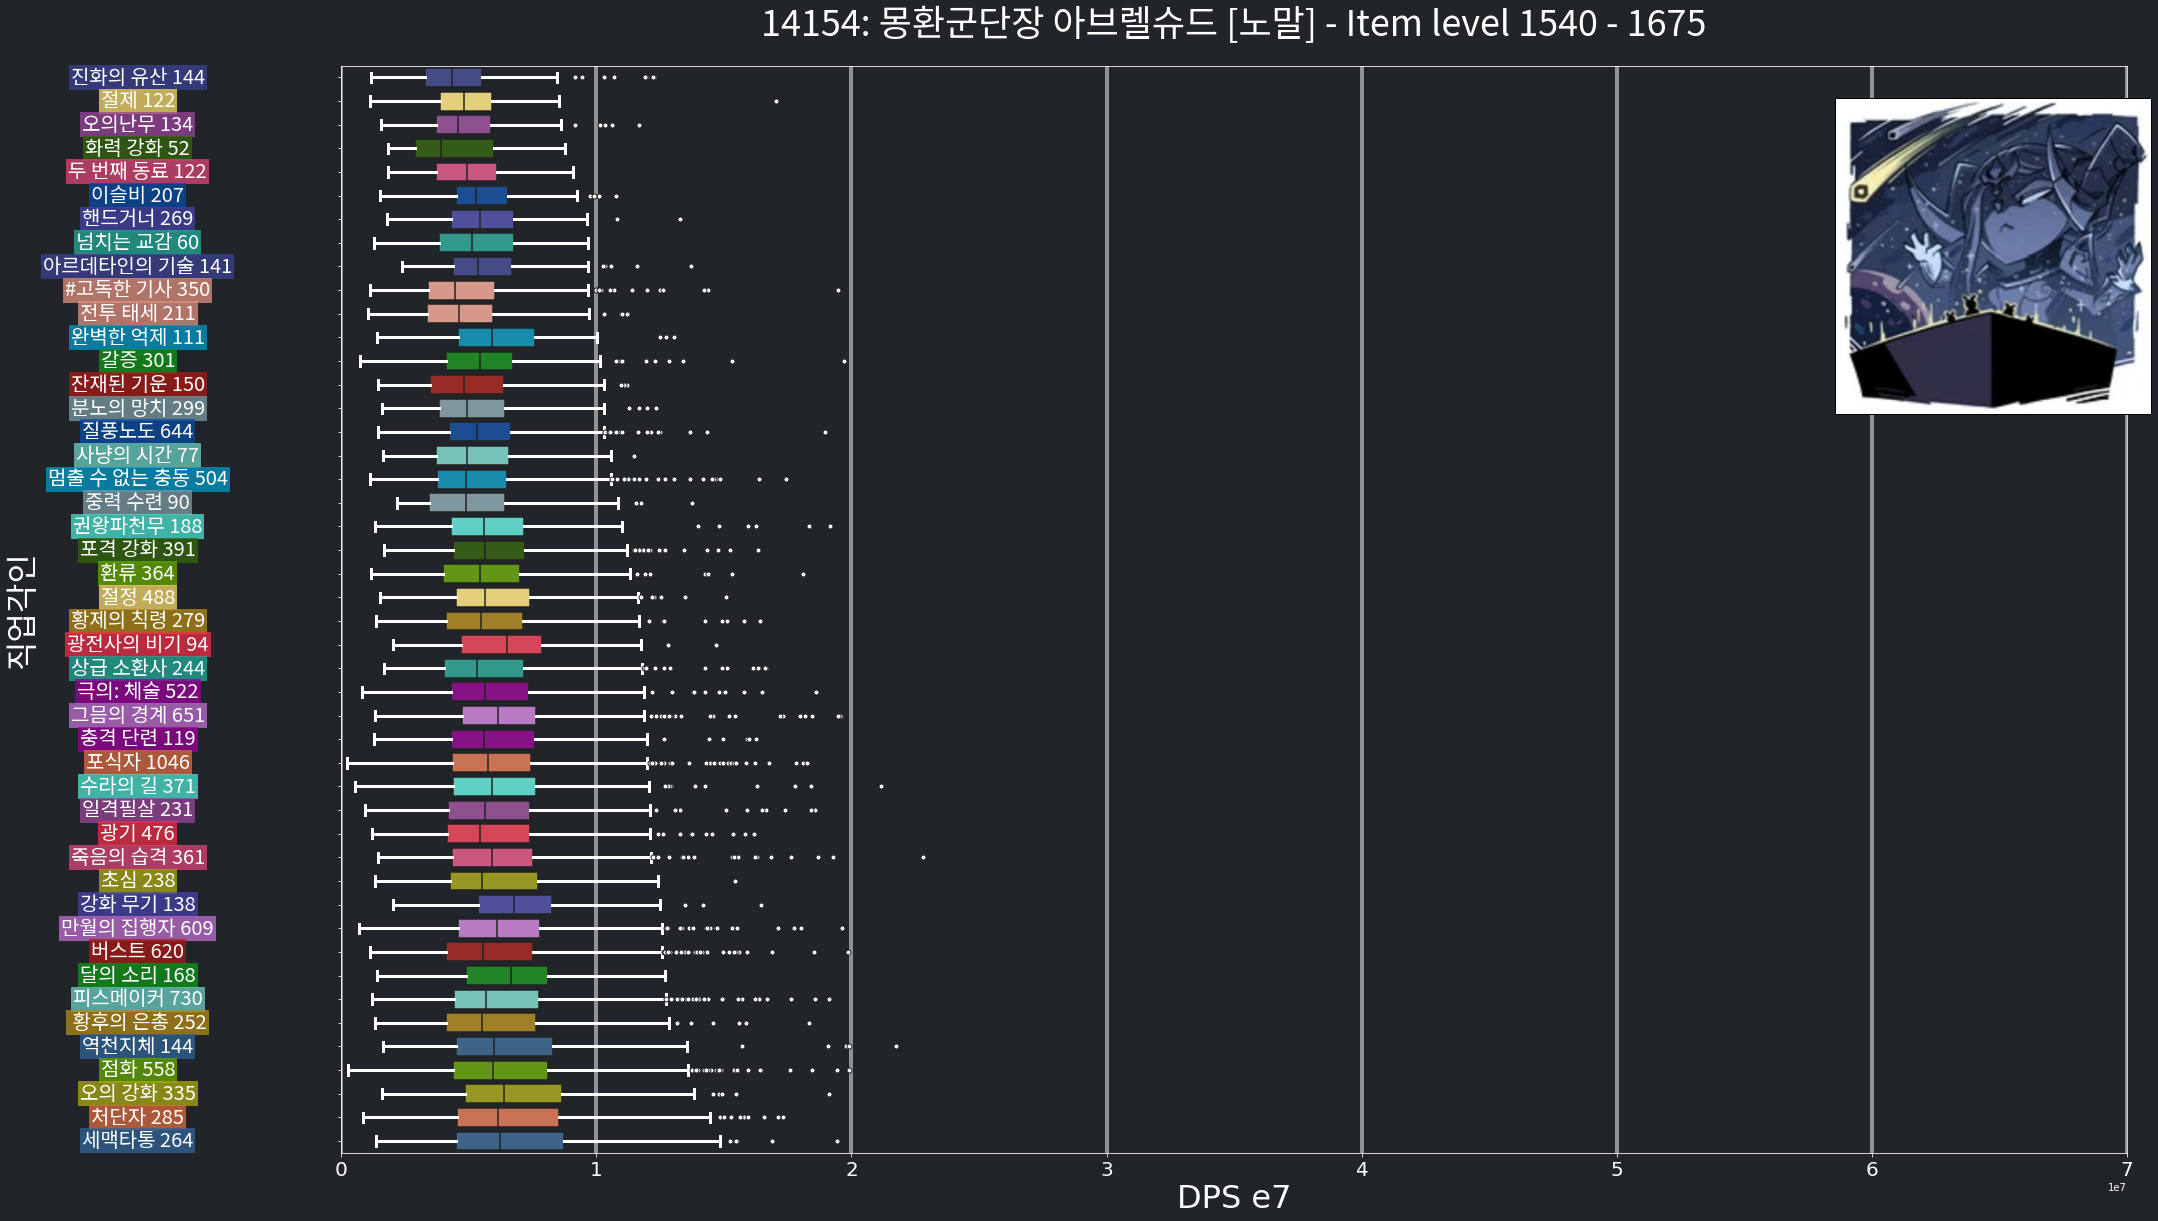 14154: 몽환군단장 아브렐슈드 [노말] - Item level 1540 - 1675
직업각인
진화의 유산 144
절제 122
오의난무 134
화력 강화 52
두 번째 동료 122
이슬비 207
핸드거너 269
넘치는 교감 60
아르데타인의 기술 141
#고독한 기사 350
전투 태세 211
완벽한 억제 111
갈증 301
잔재된 기운 150
분노의 망치 299
질풍노도 644
사냥의 시간 77
멈출 수 없는 충동 504
중력 수련 90
권왕파천무 188
포격 강화 391
환류 364
절정 488
황제의 칙령 279
광전사의 비기 94
상급 소환사 244
극의: 체술 522
그믐의 경계 651
충격 단련 119
포식자 1046
수라의 길 371
일격필살 231
광기 476
죽음의 습격 361
초심 238
강화 무기 138
만월의 집행자 609
버스트 620
달의 소리 168
피스메이커 730
황후의 은총 252
역천지체 144
점화 558
오의 강화 335
처단자 285
세맥타통 264
0 1 2 3 4 5 6 7
1e7
DPS e7